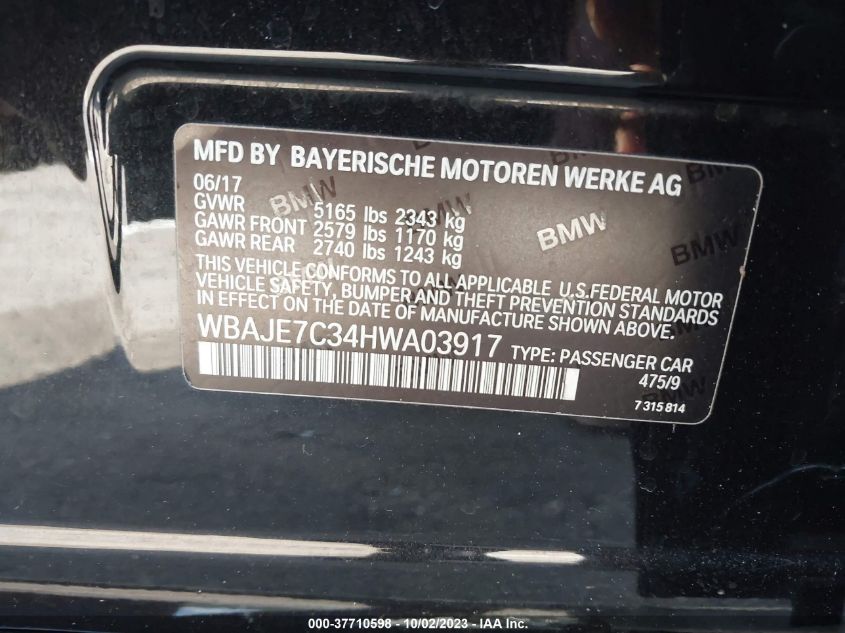 MFD BY BAYERISCHE MOTOREN WERKE AG
06/17
GVWR 5165 lbs 2343 kg
GAWR FRONT 2579 lbs 1170 kg
GAWR REAR 2740 lbs 1243 kg
THIS VEHICLE CONFORMS TO ALL APPLICABLE U.S.FEDERAL MOTOR
VEHICLE SAFETY, BUMPER AND THEFT PREVENTION STANDARDS
IN EFFECT ON THE DATE OF MANUFACTURE SHOWN ABOVE.
WBAJE7C34HWA03917 TYPE: PASSENGER CAR
475/9
7 315 814
BMW
BMW
BMW
BMW
BMW
000-37710598 - 10/02/2023 - IAA Inc.